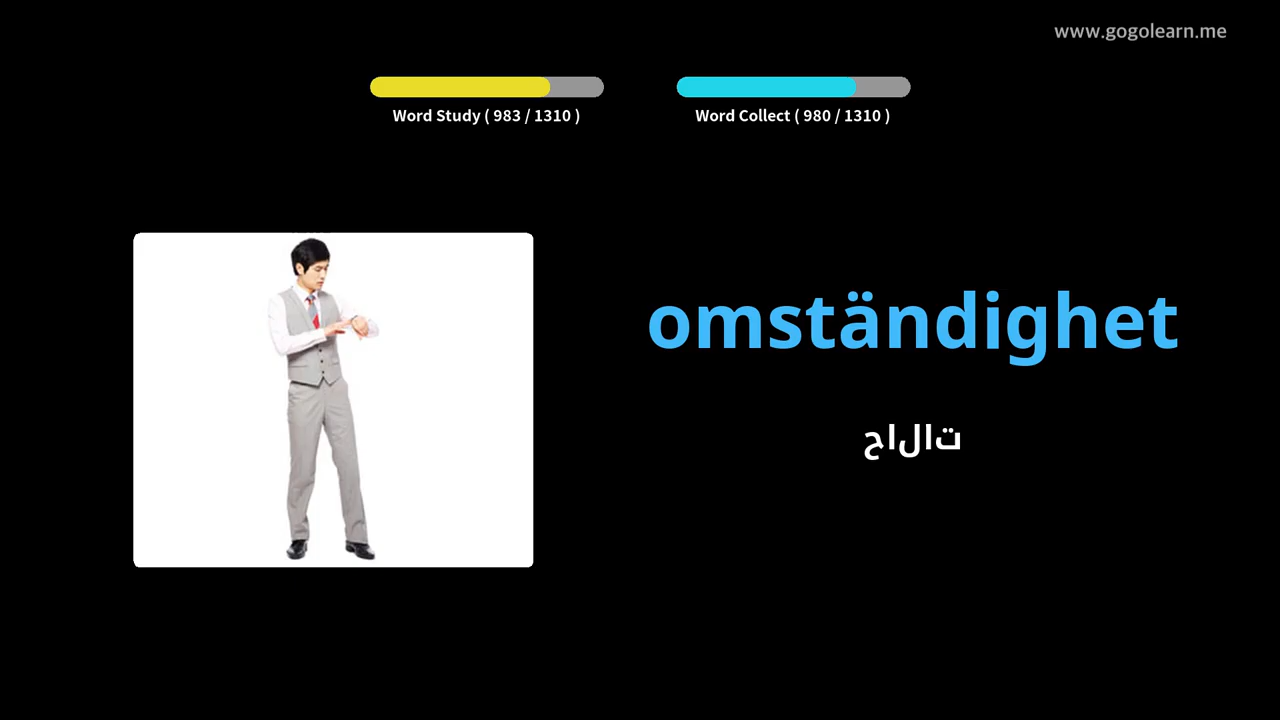 www.gogolearn.me
Word Study ( 983 / 1310 )
Word Collect ( 980 / 1310 )
omständighet
حالات